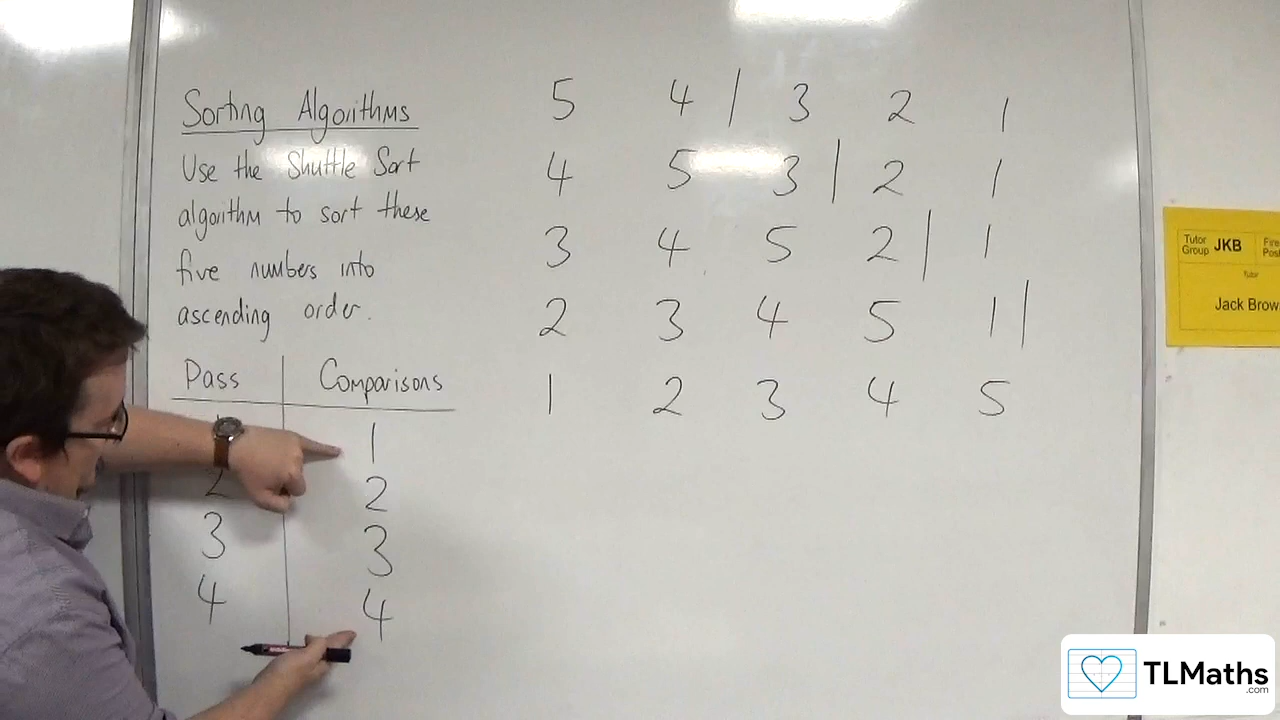 Sorting Algorithms
Use the Shuttle Sort
algorithm to sort these
five numbers into
ascending order.
Pass Comparisons
1 1
2 2
3 3
4 4
5 4 | 3 2 1
4 5 3 | 2 1
3 4 5 2 | 1
2 3 4 5 1 |
1 2 3 4 5
Tutor
Group JKB
Tutor
Jack Brow
TLMaths
.com